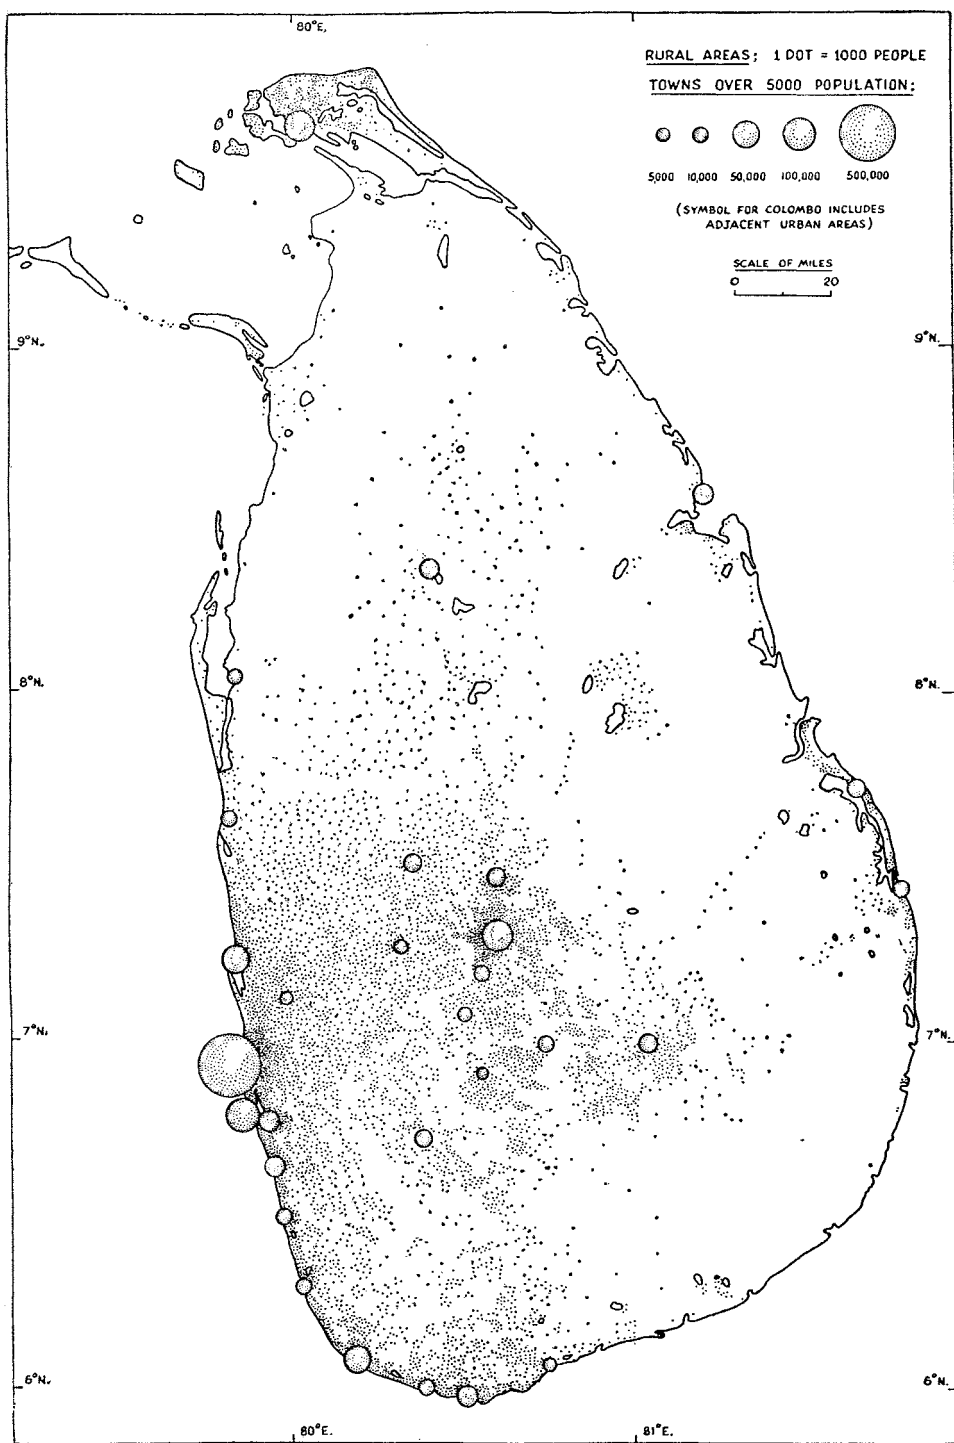 80°E,
RURAL AREAS; 1 DOT = 1000 PEOPLE
TOWNS OVER 5000 POPULATION:
5,000 10,000 50,000 100,000 500,000
(SYMBOL FOR COLOMBO INCLUDES
ADJACENT URBAN AREAS)
SCALE OF MILES
0 20
9°N. 9°N.
8°N. 8°N.
7°N. 7°N.
6°N. 6°N.
80°E. 81°E.